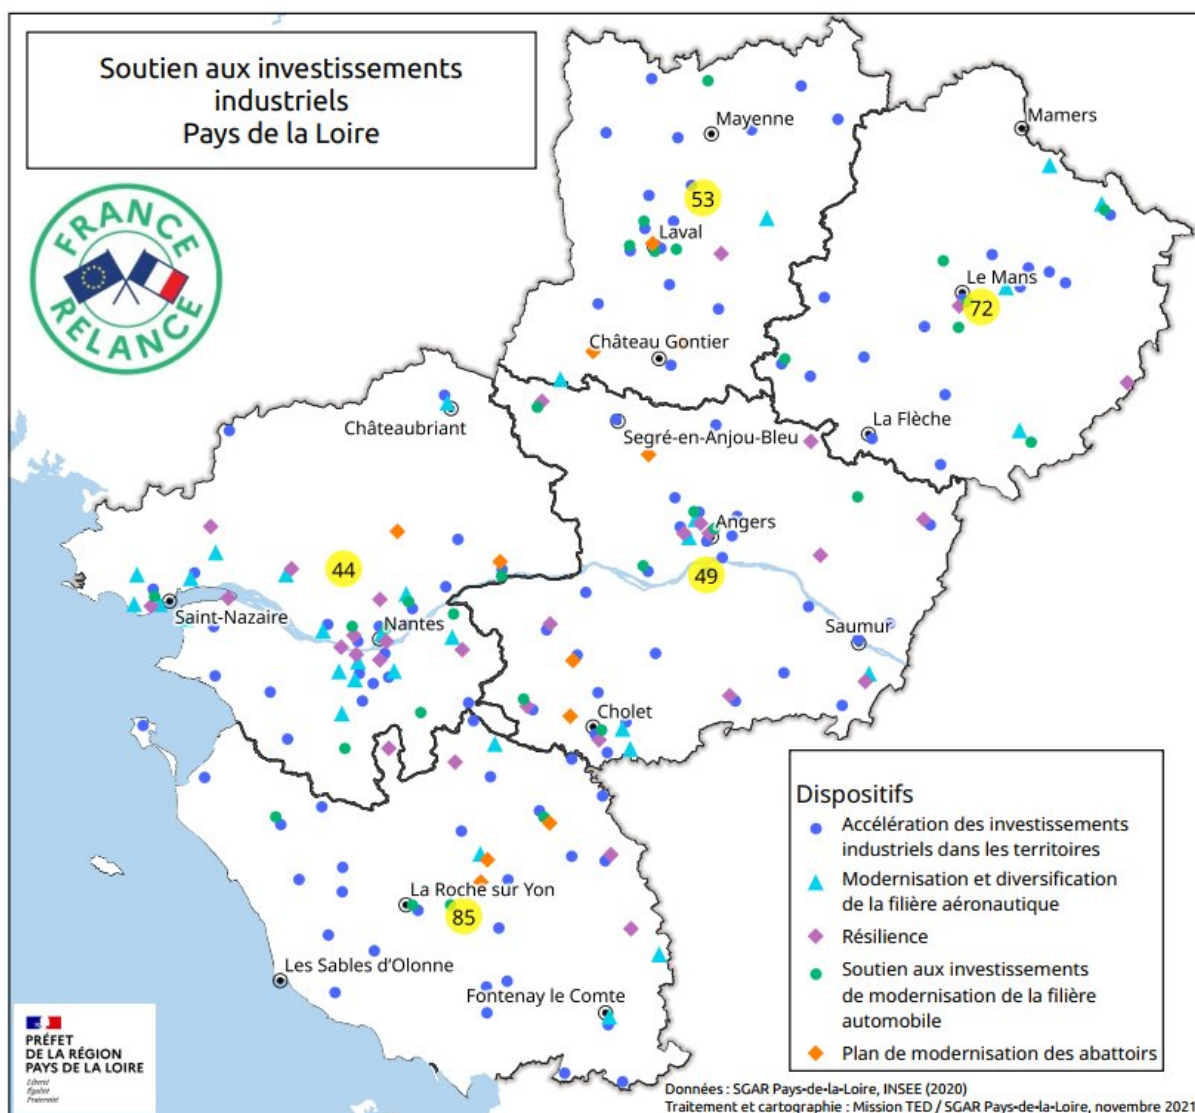 Soutien aux investissements
industriels
Pays de la Loire
FRANCE
RELANCE
Mayenne
Mamers
53
Laval
Le Mans
72
Château Gontier
Châteaubriant
Segré-en-Anjou-Bleu
La Flèche
Angers
44
49
Saint-Nazaire
Nantes
Saumur
Cholet
La Roche sur Yon
85
Les Sables d'Olonne
Fontenay le Comte
Dispositifs
Accélération des investissements
industriels dans les territoires
Modernisation et diversification
de la filière aéronautique
Résilience
Soutien aux investissements
de modernisation de la filière
automobile
Plan de modernisation des abattoirs
PRÉFET
DE LA RÉGION
PAYS DE LA LOIRE
Liberté
Égalité
Fraternité
Données : SGAR Pays-de-la-Loire, INSEE (2020)
Traitement et cartographie : Mission TED / SGAR Pays-de-la-Loire, novembre 2021